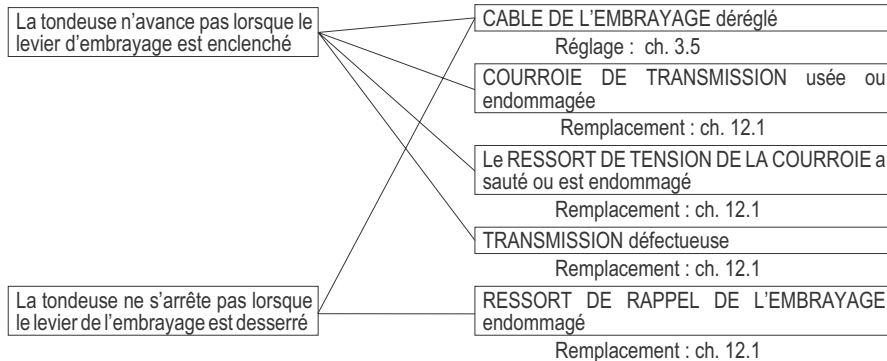 La tondeuse n’avance pas lorsque le
levier d’embrayage est enclenché
CABLE DE L’EMBRAYAGE déréglé
Réglage : ch. 3.5
COURROIE DE TRANSMISSION usée ou
endommagée
Remplacement : ch. 12.1
Le RESSORT DE TENSION DE LA COURROIE a
sauté ou est endommagé
Remplacement : ch. 12.1
TRANSMISSION défectueuse
Remplacement : ch. 12.1
La tondeuse ne s’arrête pas lorsque
le levier de l’embrayage est desserré
RESSORT DE RAPPEL DE L’EMBRAYAGE
endommagé
Remplacement : ch. 12.1